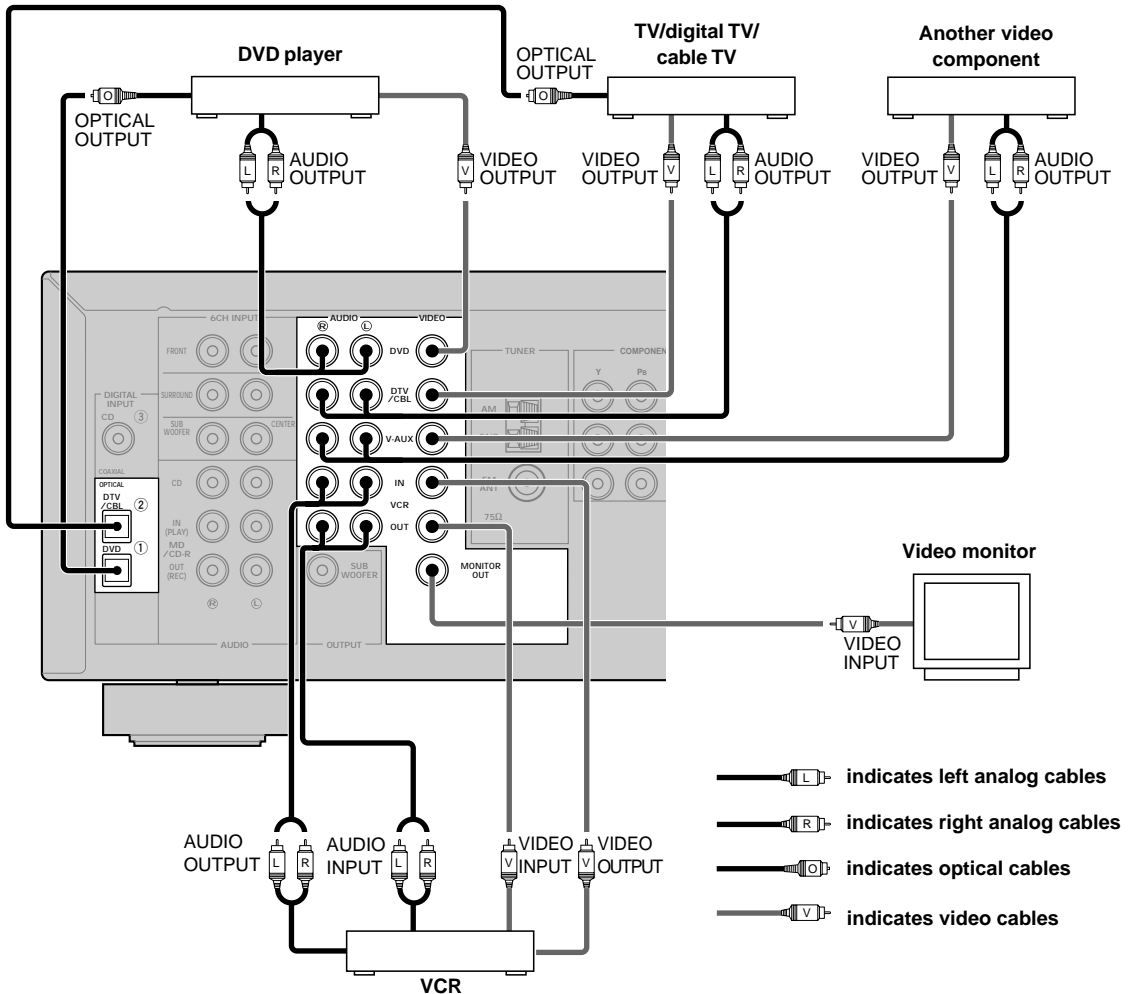 DVD player
TV/digital TV/
cable TV
Another video
component
OPTICAL
OUTPUT
O
O
OPTICAL
OUTPUT
L
R
AUDIO
OUTPUT
V
VIDEO
OUTPUT
VIDEO
OUTPUT
V
L
R
AUDIO
OUTPUT
VIDEO
OUTPUT
V
L
R
AUDIO
OUTPUT
6CH INPUT
AUDIO
VIDEO
R
L
FRONT
DVD
TUNER
COMPONEN
Y
PB
DIGITAL
INPUT
CD ③
SURROUND
DTV
/CBL
AM
SUB
WOOFER
CENTER
V-AUX
COAXIAL
OPTICAL
DTV
/CBL ②
CD
IN
VCR
OUT
ANT
75Ω
DVD ①
IN
(PLAY)
MD
/CD-R
OUT
(REC)
SUB
WOOFER
MONITOR
OUT
R
L
AUDIO
OUTPUT
Video monitor
V
VIDEO
INPUT
L indicates left analog cables
R indicates right analog cables
O indicates optical cables
V indicates video cables
AUDIO
OUTPUT
L
R
AUDIO
INPUT
L
R
V
VIDEO
INPUT
V
VIDEO
OUTPUT
VCR